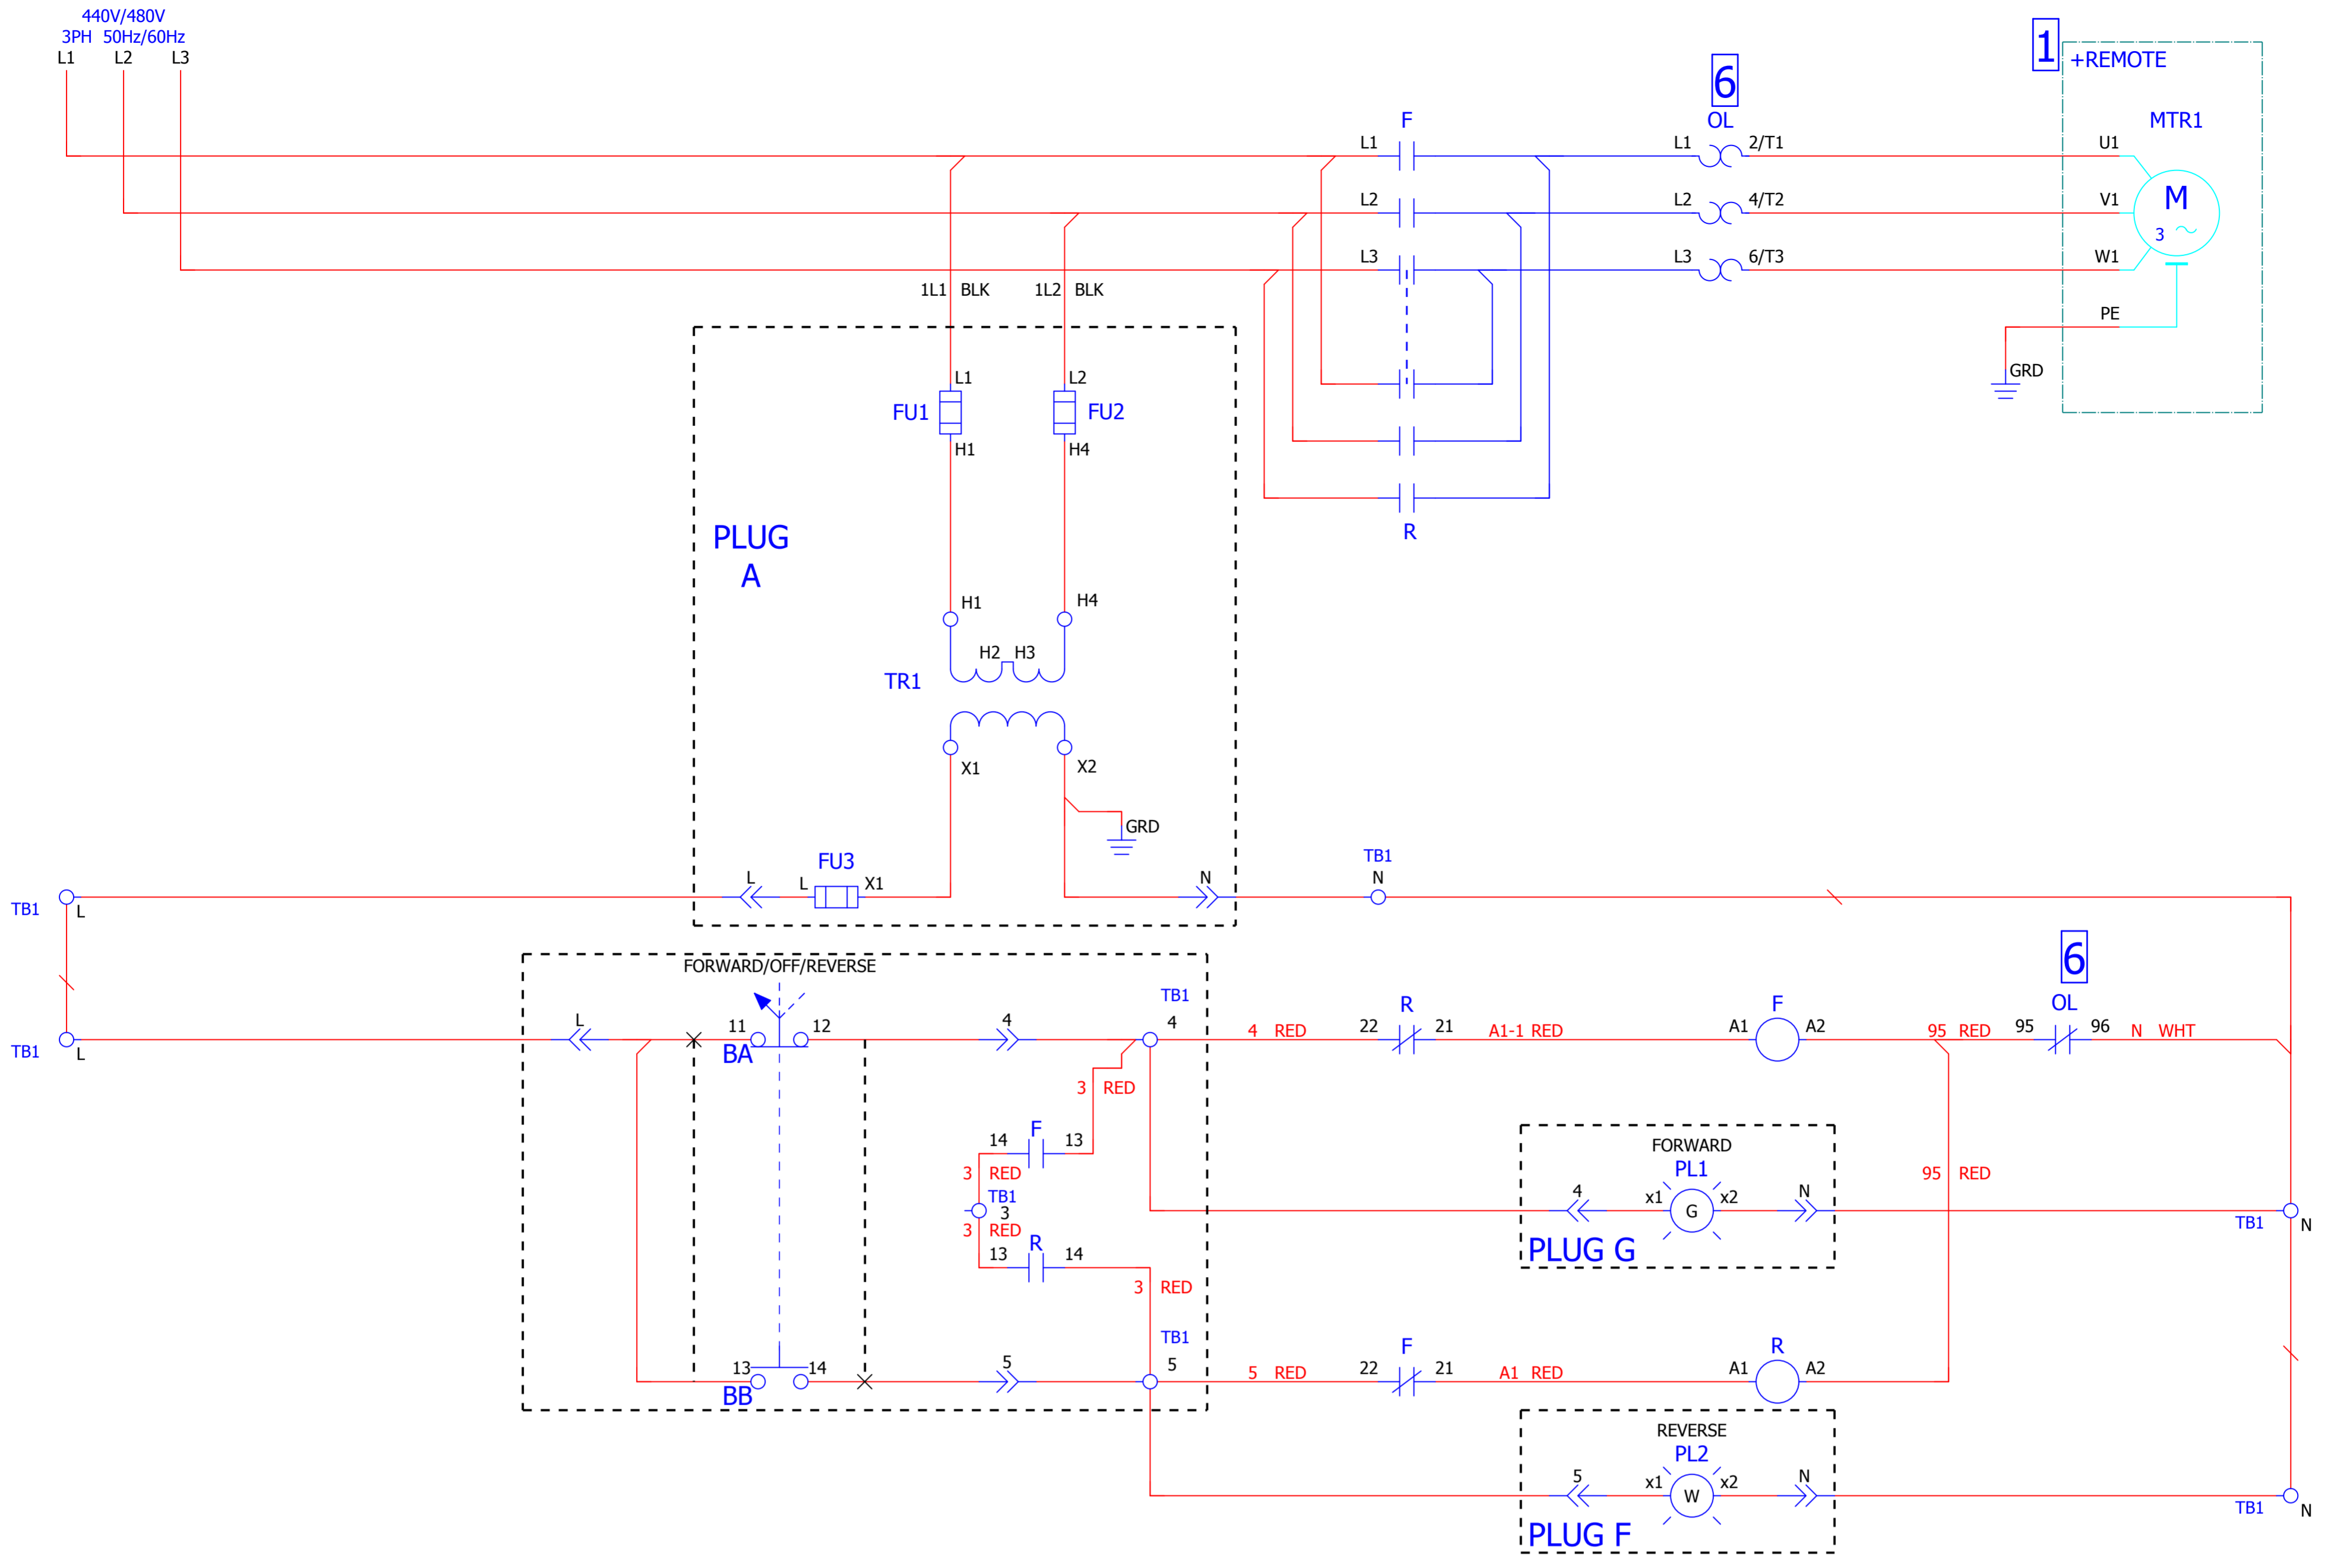 440V/480V
3PH 50Hz/60Hz
L1 L2 L3
1
+REMOTE
6
F OL MTR1
L1 L1 2/T1 U1
L2 L2 4/T2 V1
M
3
L3 L3 6/T3 W1
1L1 BLK 1L2 BLK
PE
GRD
L1 L2
FU1 FU2
H1 H4
R
PLUG
A
H1 H4
H2 H3
TR1
X1 X2
GRD
FU3
L L X1 N
TB1
N
TB1 L
FORWARD/OFF/REVERSE
6
TB1
L 11 12 4 4
BA
TB1 L
4 RED 22 R 21 A1-1 RED A1 F A2 95 RED 95 OL 96 N WHT
3 RED
14 F 13
3 RED
TB1
3
3 RED
13 R 14
3 RED
FORWARD
PL1
4 x1 G x2 N
PLUG G
95 RED
TB1 N
TB1
13 14 5 5
BB
5 RED 22 F 21 A1 RED A1 R A2
REVERSE
PL2
5 x1 W x2 N
PLUG F
TB1 N